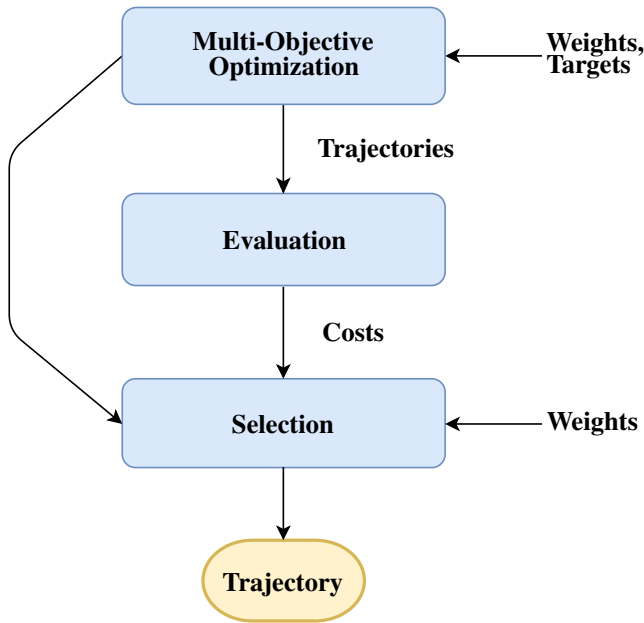 Multi-Objective
Optimization
Weights,
Targets
Trajectories
Evaluation
Costs
Selection
Weights
Trajectory